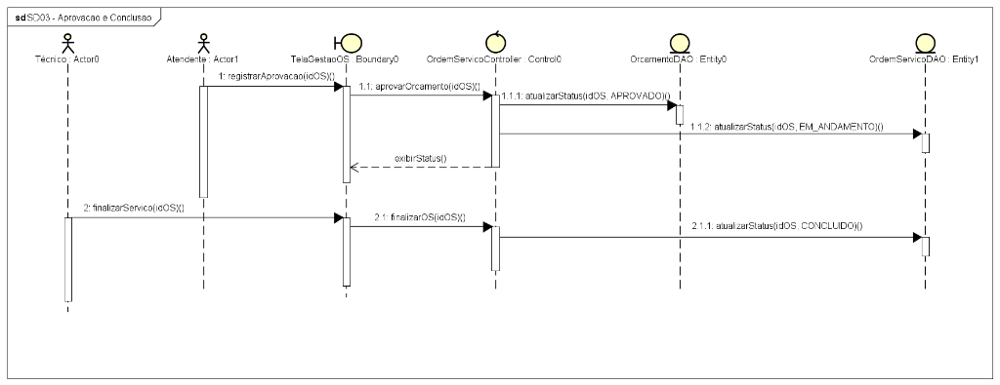 sd SD03 - Aprovacao e Conclusao
Técnico : Actor0
Atendente : Actor1
TelaGestaoOS : Boundary0
OrdemServicoController : Control0
OrcamentoDAO : Entity0
OrdemServicoDAO : Entity1
1: registrarAprovacao(idOS)()
1.1: aprovarOrcamento(idOS)()
1.1.1: atualizarStatus(idOS, APROVADO)()
1.1.2: atualizarStatus(idOS, EM_ANDAMENTO)()
exibirStatus()
2: finalizarServico(idOS)()
2.1: finalizarOS(idOS)()
2.1.1: atualizarStatus(idOS, CONCLUIDO)()